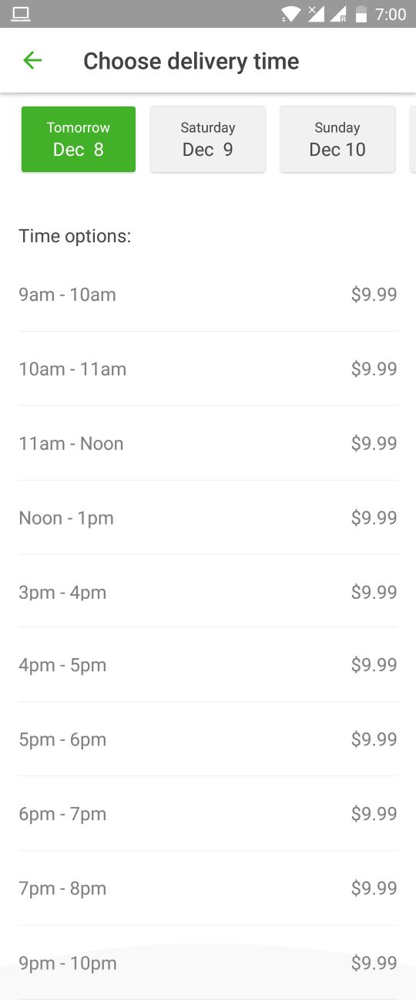 7:00
Choose delivery time
Tomorrow Saturday Sunday
Dec 8 Dec 9 Dec 10
Time options:
9am - 10am $9.99
10am - 11am $9.99
11am - Noon $9.99
Noon - 1pm $9.99
3pm - 4pm $9.99
4pm - 5pm $9.99
5pm - 6pm $9.99
6pm - 7pm $9.99
7pm - 8pm $9.99
9pm - 10pm $9.99